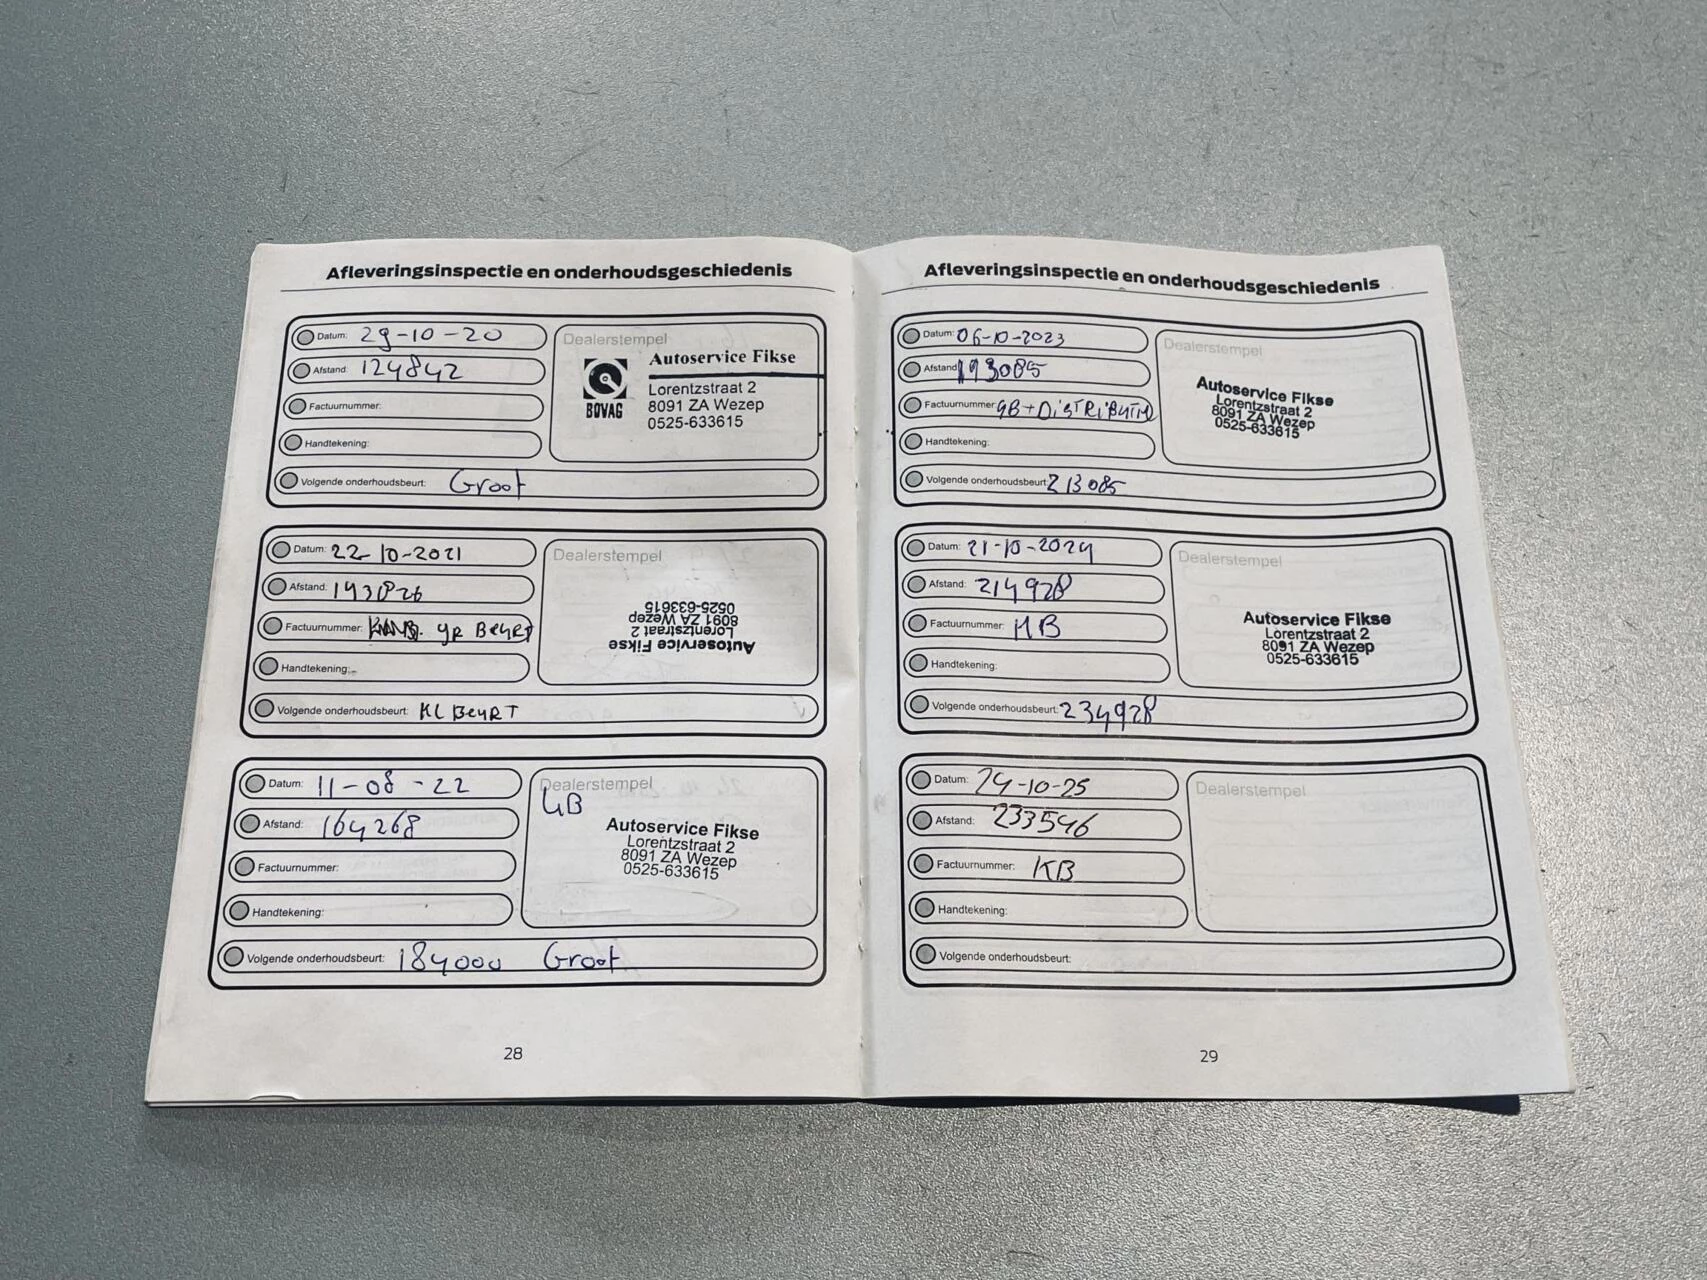 Afleveringsinspectie en onderhoudsgeschiedenis
Datum: 29-10-20
Afstand: 124842
Factuurnummer:
Handtekening:
Volgende onderhoudsbeurt: Groot
Dealerstempel
BOVAG
Autoservice Fikse
Lorentzstraat 2
8091 ZA Wezep
0525-633615
Datum: 22-10-2021
Afstand: 143826
Factuurnummer: GR BEURT
Handtekening:
Volgende onderhoudsbeurt: KL BEURT
Dealerstempel
Autoservice Fikse
Lorentzstraat 2
8091 ZA Wezep
0525-633615
Datum: 11-08-22
Afstand: 164268
Factuurnummer:
Handtekening:
Volgende onderhoudsbeurt: 184000 Groot
Dealerstempel
Autoservice Fikse
Lorentzstraat 2
8091 ZA Wezep
0525-633615
28
Afleveringsinspectie en onderhoudsgeschiedenis
Datum: 06-10-2023
Afstand: 193085
Factuurnummer: GB + DISTRIBUTIE
Handtekening:
Volgende onderhoudsbeurt: 213085
Dealerstempel
Autoservice Fikse
Lorentzstraat 2
8091 ZA Wezep
0525-633615
Datum: 21-10-2024
Afstand: 214928
Factuurnummer: KB
Handtekening:
Volgende onderhoudsbeurt: 234928
Dealerstempel
Autoservice Fikse
Lorentzstraat 2
8091 ZA Wezep
0525-633615
Datum: 24-10-25
Afstand: 233546
Factuurnummer: KB
Handtekening:
Volgende onderhoudsbeurt:
Dealerstempel
29